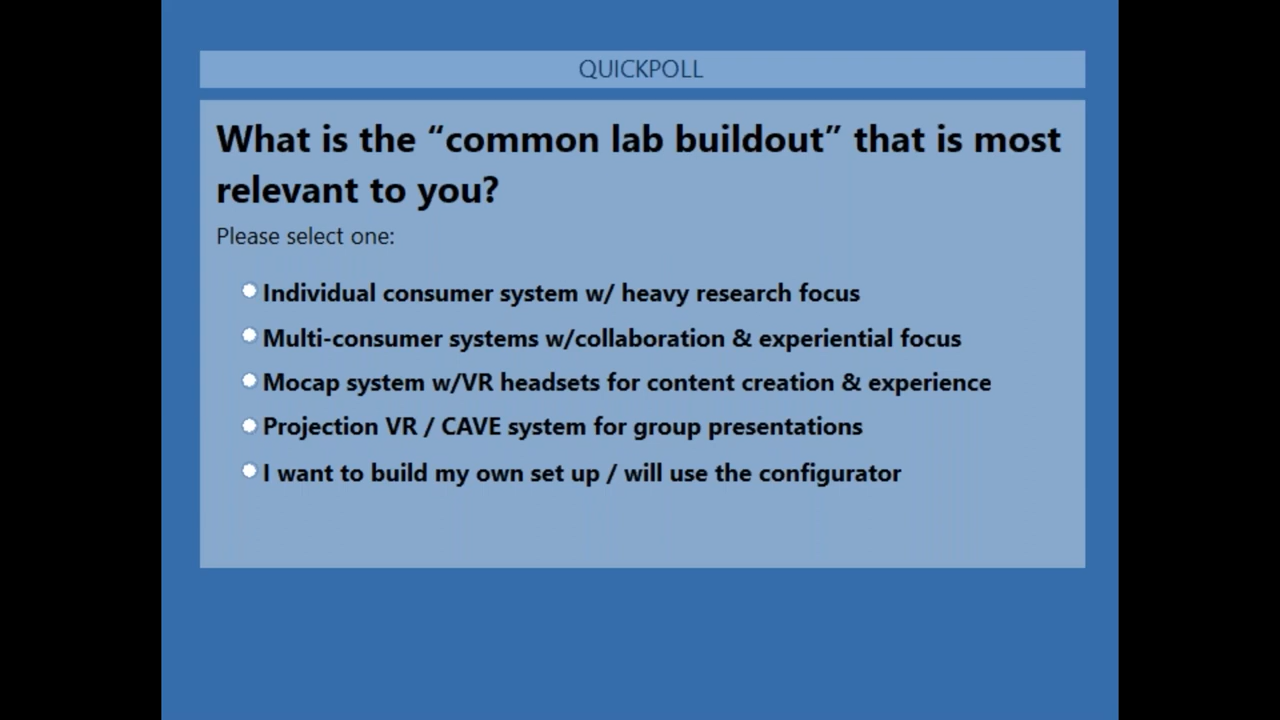 QUICKPOLL
What is the “common lab buildout” that is most
relevant to you?
Please select one:
Individual consumer system w/ heavy research focus
Multi-consumer systems w/collaboration & experiential focus
Mocap system w/VR headsets for content creation & experience
Projection VR / CAVE system for group presentations
I want to build my own set up / will use the configurator